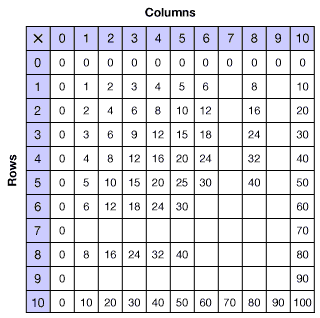 Columns
Rows
× 0 1 2 3 4 5 6 7 8 9 10
0 0 0 0 0 0 0 0 0 0 0 0
1 0 1 2 3 4 5 6 8 10
2 0 2 4 6 8 10 12 16 20
3 0 3 6 9 12 15 18 24 30
4 0 4 8 12 16 20 24 32 40
5 0 5 10 15 20 25 30 40 50
6 0 6 12 18 24 30 60
7 0 70
8 0 8 16 24 32 40 80
9 0 90
10 0 10 20 30 40 50 60 70 80 90 100